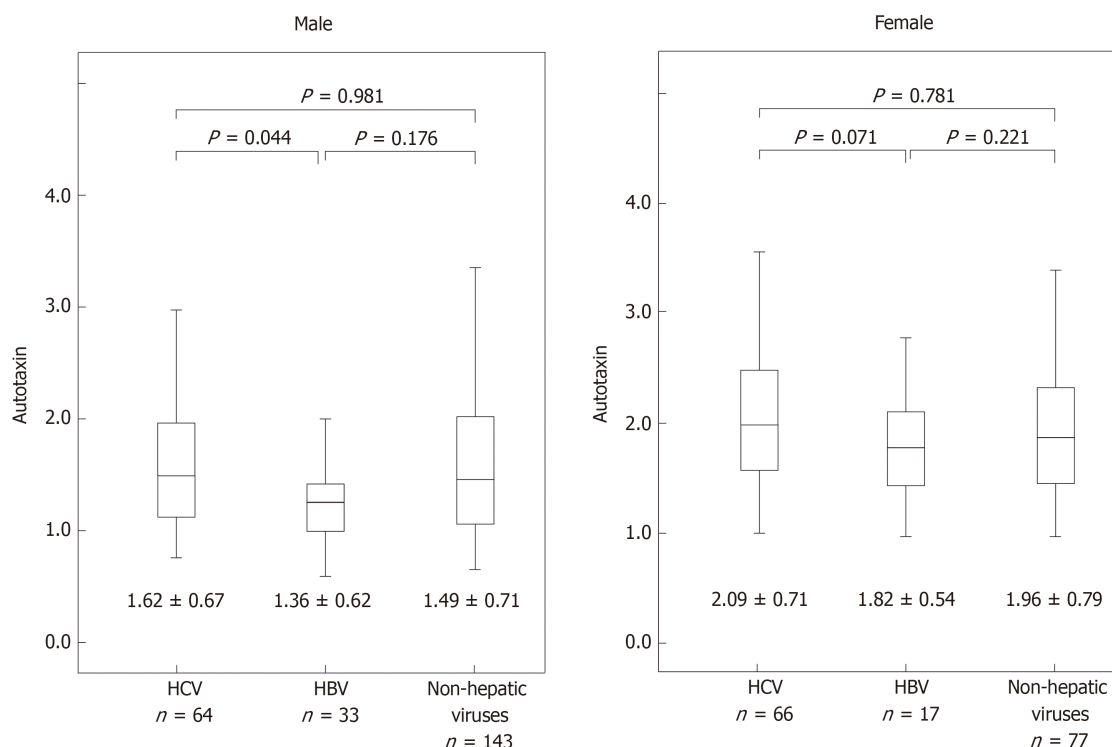 Male
P = 0.981
P = 0.044
P = 0.176
4.0
3.0
2.0
1.0
0.0
Autotaxin
1.62 ± 0.67
1.36 ± 0.62
1.49 ± 0.71
HCV
n = 64
HBV
n = 33
Non-hepatic
viruses
n = 143
Female
P = 0.781
P = 0.071
P = 0.221
4.0
3.0
2.0
1.0
0.0
Autotaxin
2.09 ± 0.71
1.82 ± 0.54
1.96 ± 0.79
HCV
n = 66
HBV
n = 17
Non-hepatic
viruses
n = 77